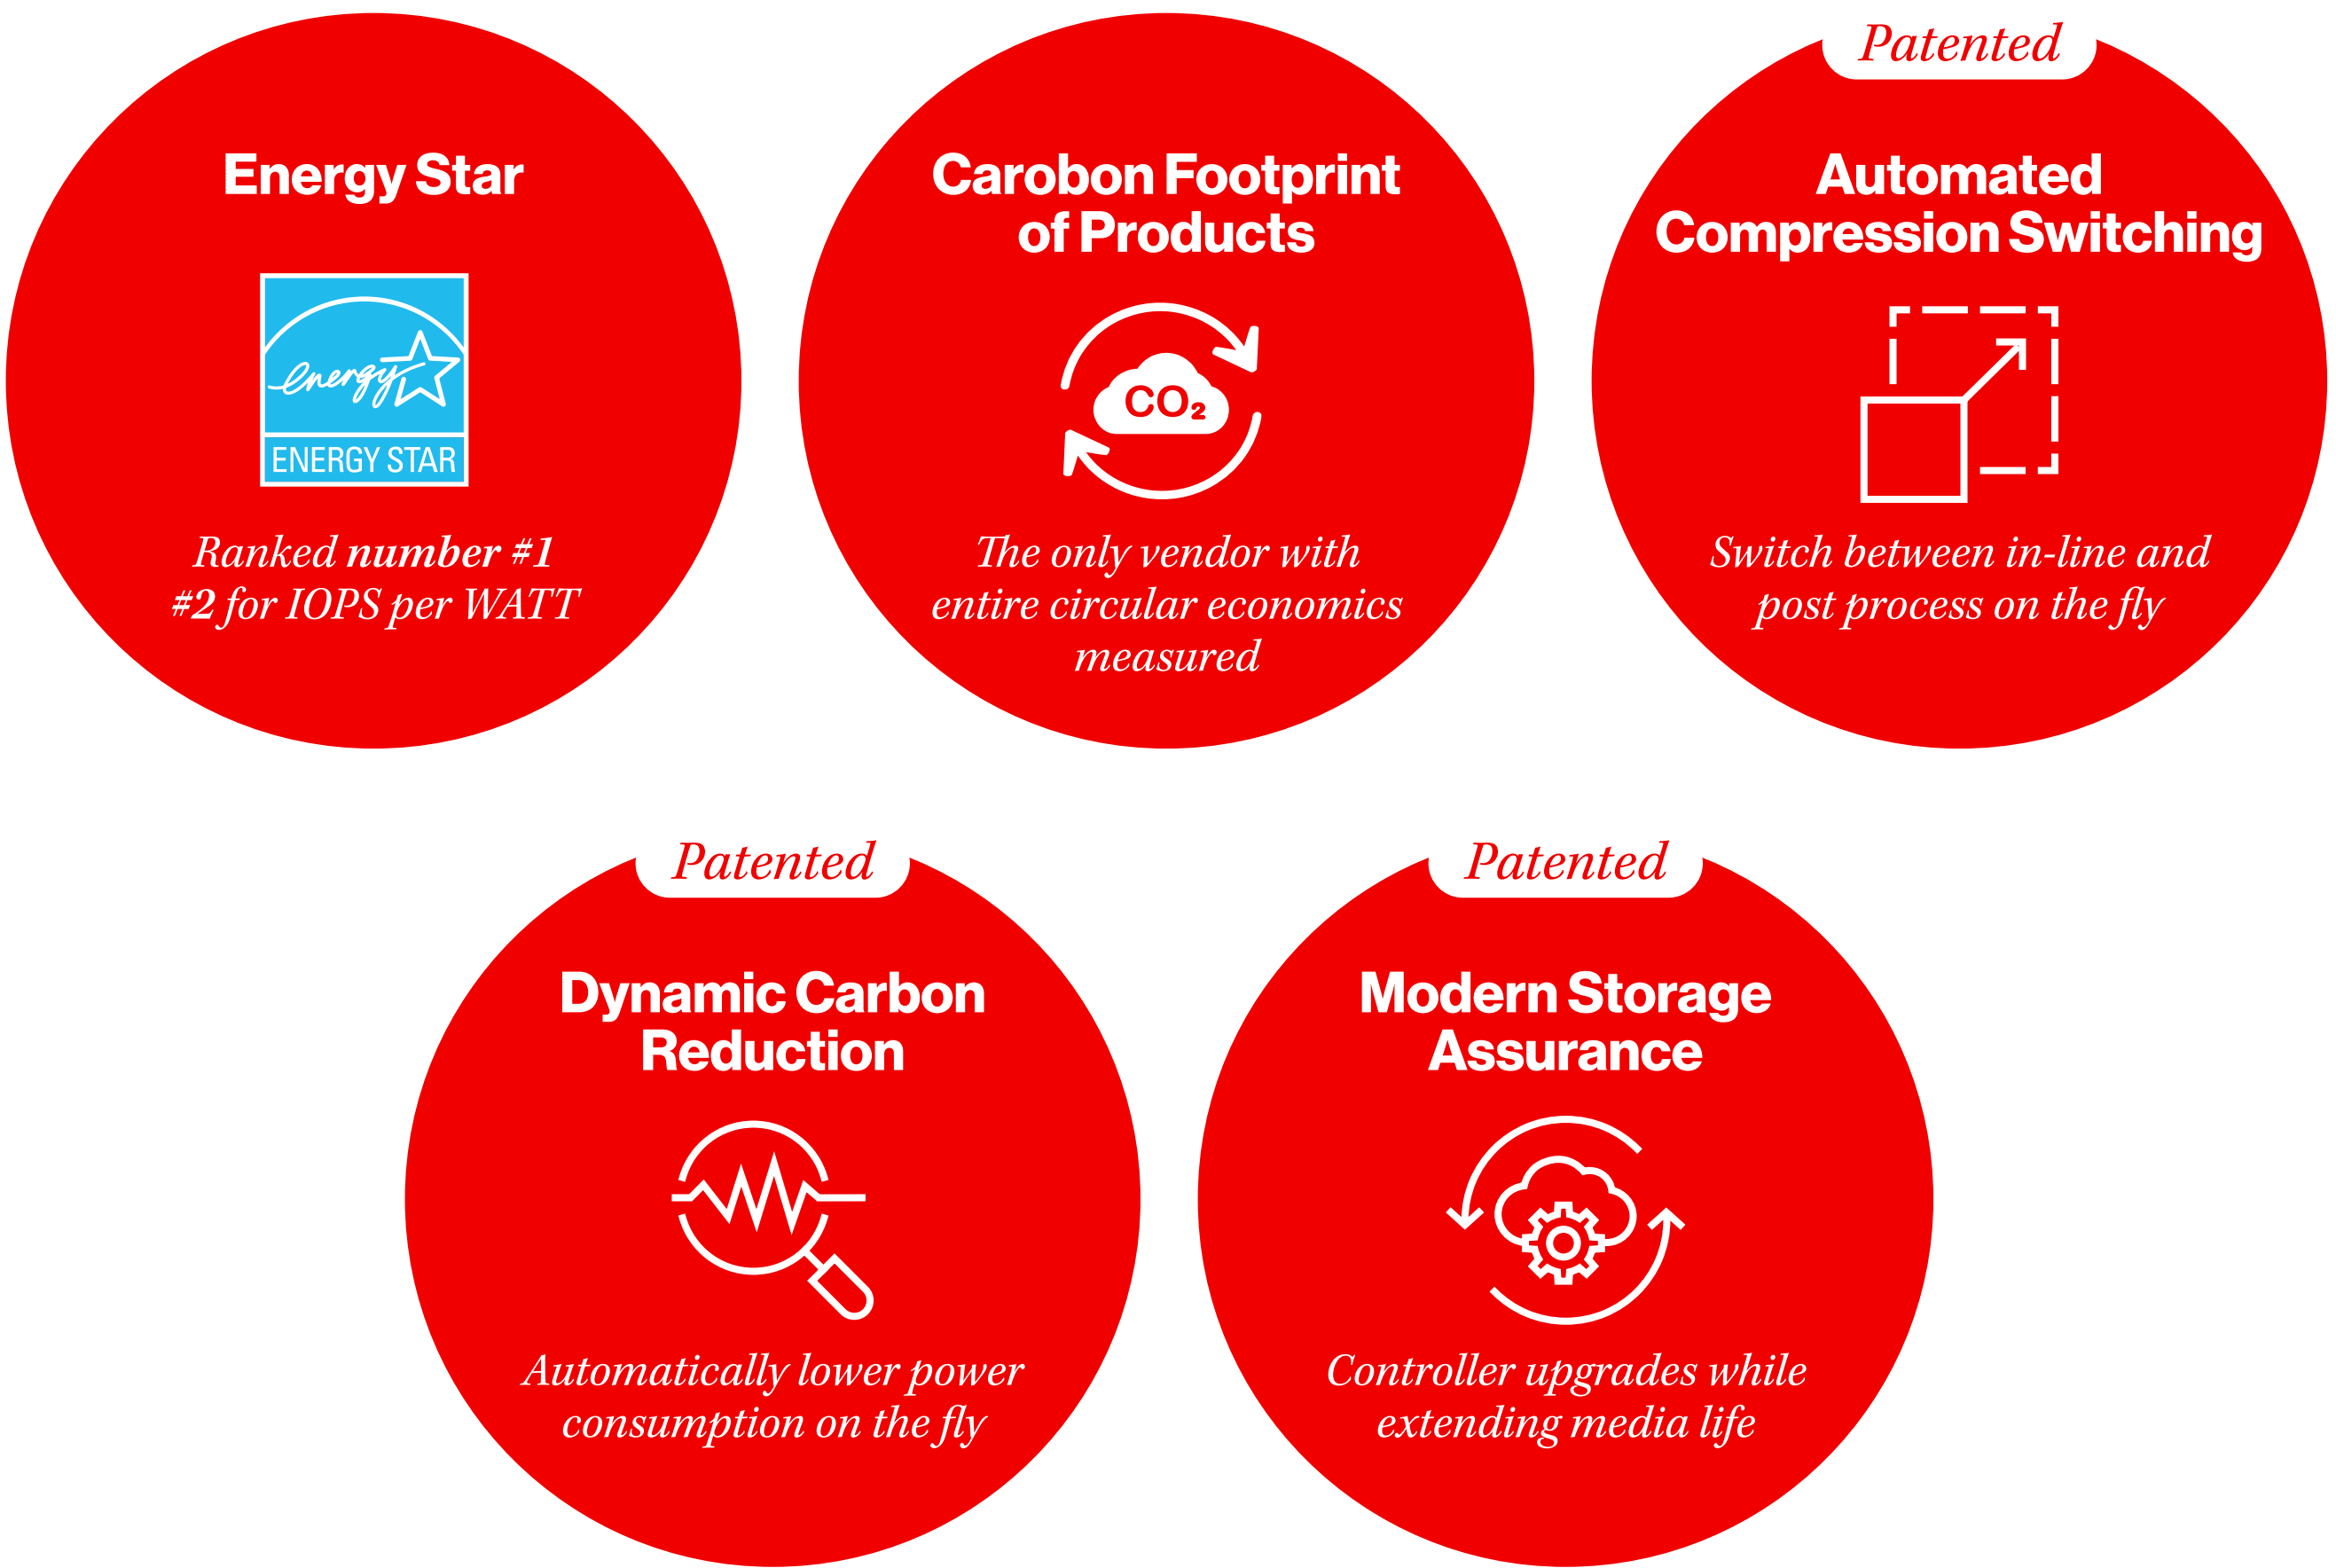 Energy Star
energy
ENERGY STAR
Ranked number #1
#2 for IOPS per WATT
Carobon Footprint
of Products
CO₂
The only vendor with
entire circular economics
measured
Patented
Automated
Compression Switching
Switch between in-line and
post process on the fly
Patented
Dynamic Carbon
Reduction
Automatically lower power
consumption on the fly
Patented
Modern Storage
Assurance
Controller upgrades while
extending media life